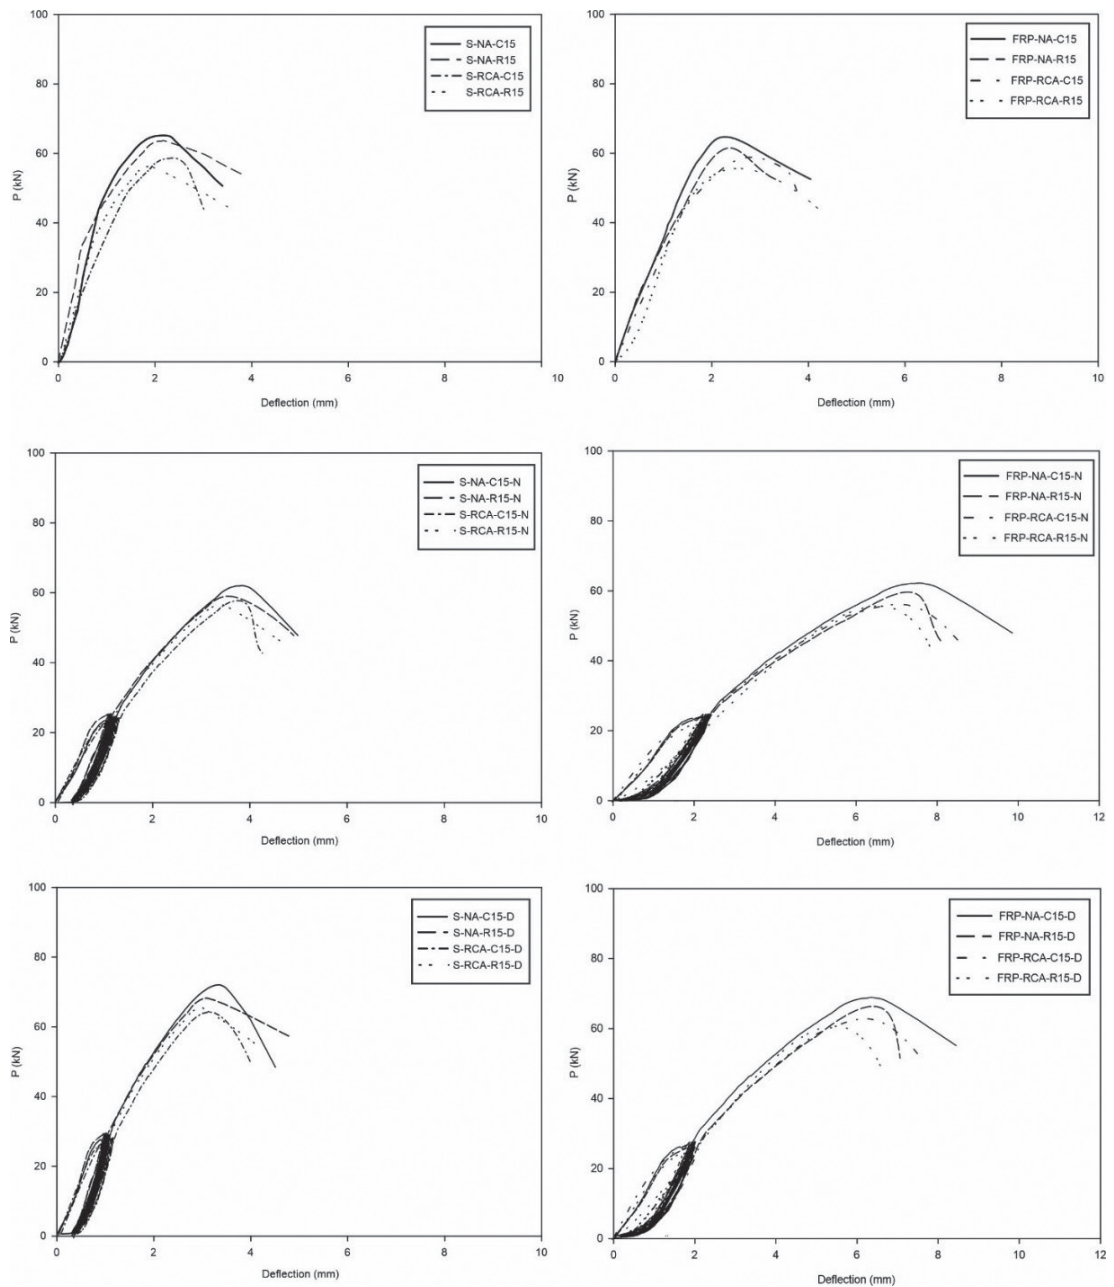 100
80
60
40
20
0
P (kN)
S-NA-C15
S-NA-R15
S-RCA-C15
S-RCA-R15
0 2 4 6 8 10
Deflection (mm)
100
80
60
40
20
0
P (kN)
FRP-NA-C15
FRP-NA-R15
FRP-RCA-C15
FRP-RCA-R15
10 0 2 4 6 8 10
Deflection (mm)
100
80
60
40
20
0
P (kN)
S-NA-C15-N
S-NA-R15-N
S-RCA-C15-N
S-RCA-R15-N
0 2 4 6 8 10
Deflection (mm)
100
80
60
40
20
0
P (kN)
FRP-NA-C15-N
FRP-NA-R15-N
FRP-RCA-C15-N
FRP-RCA-R15-N
0 2 4 6 8 10 12
Deflection (mm)
100
80
60
40
20
0
P (kN)
S-NA-C15-D
S-NA-R15-D
S-RCA-C15-D
S-RCA-R15-D
0 2 4 6 8 10
Deflection (mm)
100
80
60
40
20
0
P (kN)
FRP-NA-C15-D
FRP-NA-R15-D
FRP-RCA-C15-D
FRP-RCA-R15-D
0 2 4 6 8 10 12
Deflection (mm)